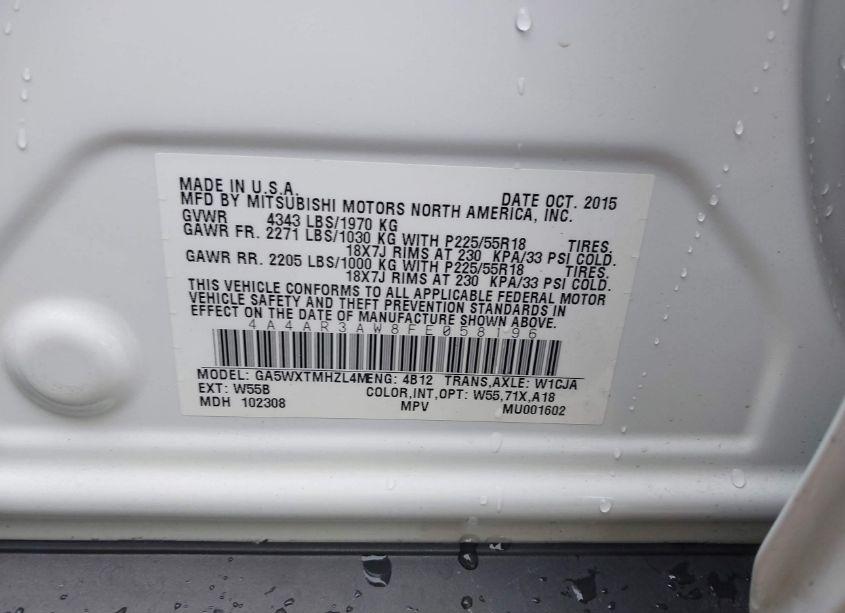 MADE IN U.S.A. DATE OCT. 2015
MFD BY MITSUBISHI MOTORS NORTH AMERICA, INC.
GVWR 4343 LBS/1970 KG
GAWR FR. 2271 LBS/1030 KG WITH P225/55R18 TIRES.
18X7J RIMS AT 230 KPA/33 PSI COLD.
GAWR RR. 2205 LBS/1000 KG WITH P225/55R18 TIRES.
18X7J RIMS AT 230 KPA/33 PSI COLD.
THIS VEHICLE CONFORMS TO ALL APPLICABLE FEDERAL MOTOR
VEHICLE SAFETY AND THEFT PREVENTION STANDARDS IN
EFFECT ON THE DATE OF MANUFACTURE SHOWN ABOVE.
4A4AR3AW8FE058196
MODEL: GA5WXTMHZL4M ENG: 4B12 TRANS,AXLE: W1CJA
EXT: W55B COLOR,INT,OPT: W55,71X,A18
MDH 102308 MPV MU001602